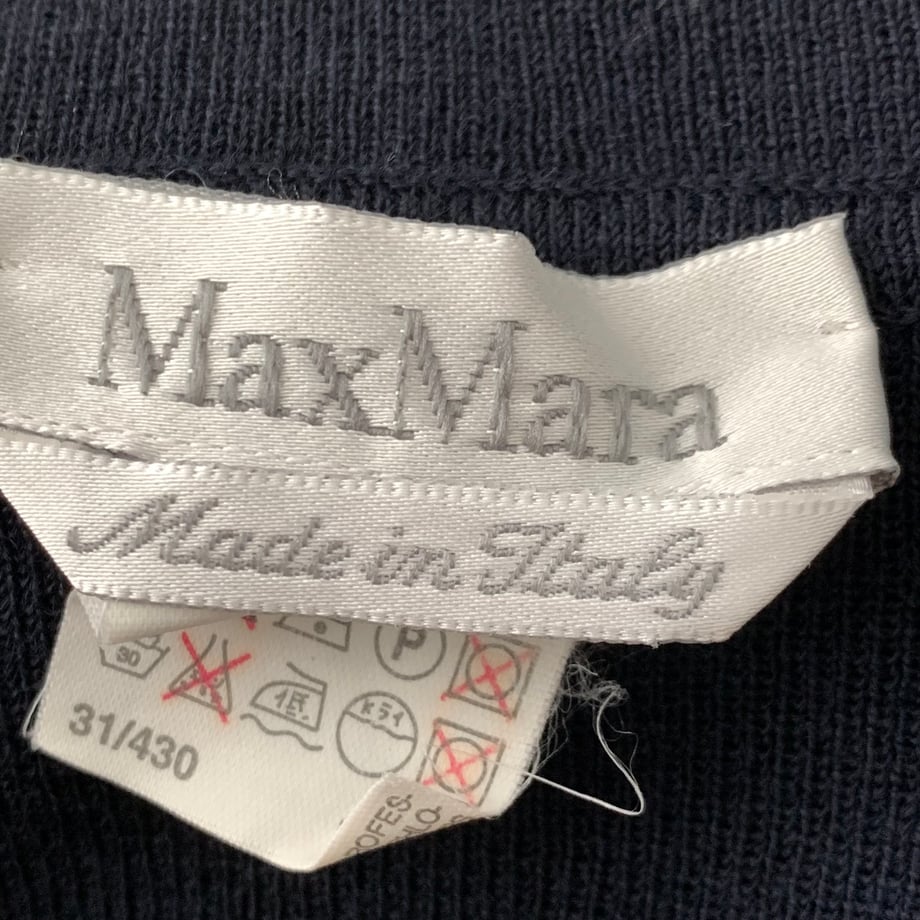 MaxMara
Made in Italy
P
30
低
ドライ
31/430